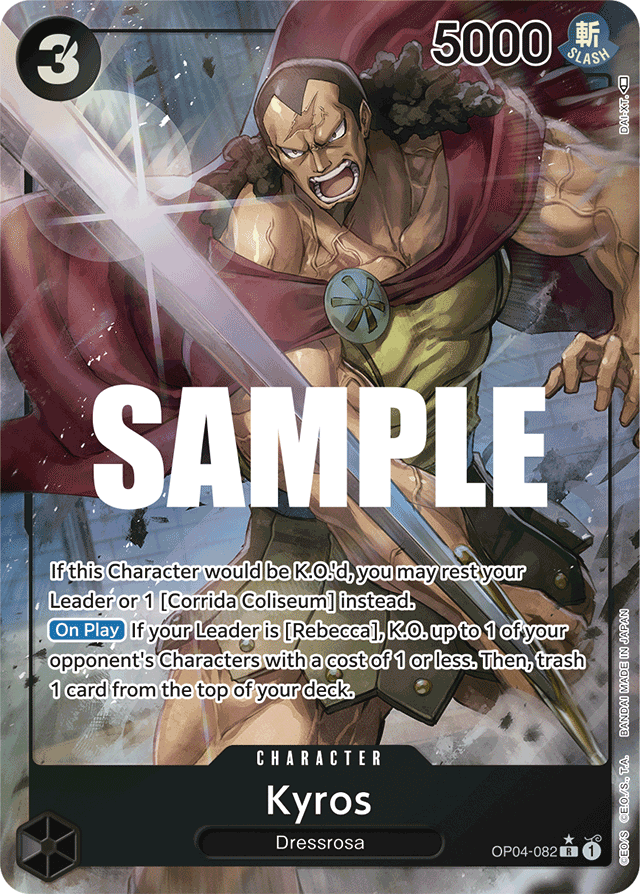 3
5000
斬
SLASH
DAI-XT.
SAMPLE
If this Character would be K.O.'d, you may rest your
Leader or 1 [Corrida Coliseum] instead.
On Play If your Leader is [Rebecca], K.O. up to 1 of your
opponent's Characters with a cost of 1 or less. Then, trash
1 card from the top of your deck.
CHARACTER
Kyros
Dressrosa
OP04-082 R 1
©EO/S ©E.O./S., T.A. BANDAI MADE IN JAPAN